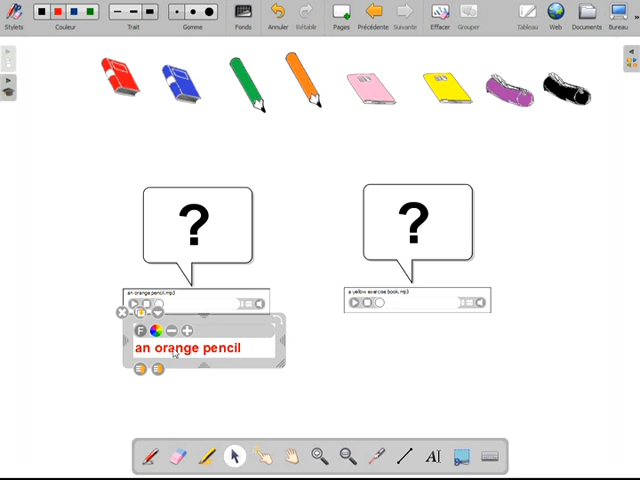 Stylets Couleur Trait Gomme Fonds Annuler Rétablir Pages Précédente Suivante Effacer Grouper Tableau Web Documents Bureau »
? ?
an orange pencil.mp3 a yellow exercise book.mp3
F
an orange pencil
AI